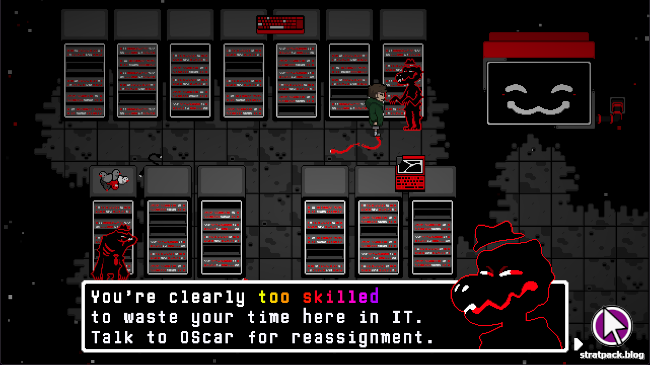 You're clearly too skilled
to waste your time here in IT.
Talk to OScar for reassignment.
stratpack.blog